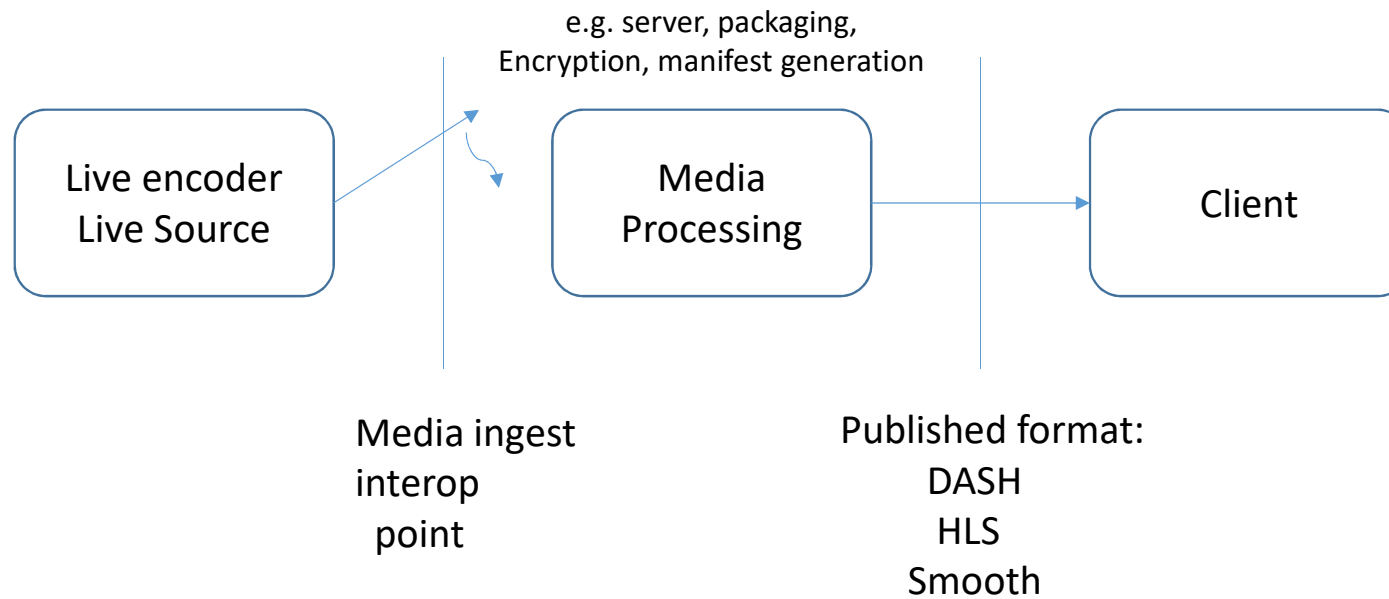 e.g. server, packaging,
Encryption, manifest generation
Live encoder
Live Source
Media
Processing
Client
Media ingest
interop
point
Published format:
DASH
HLS
Smooth